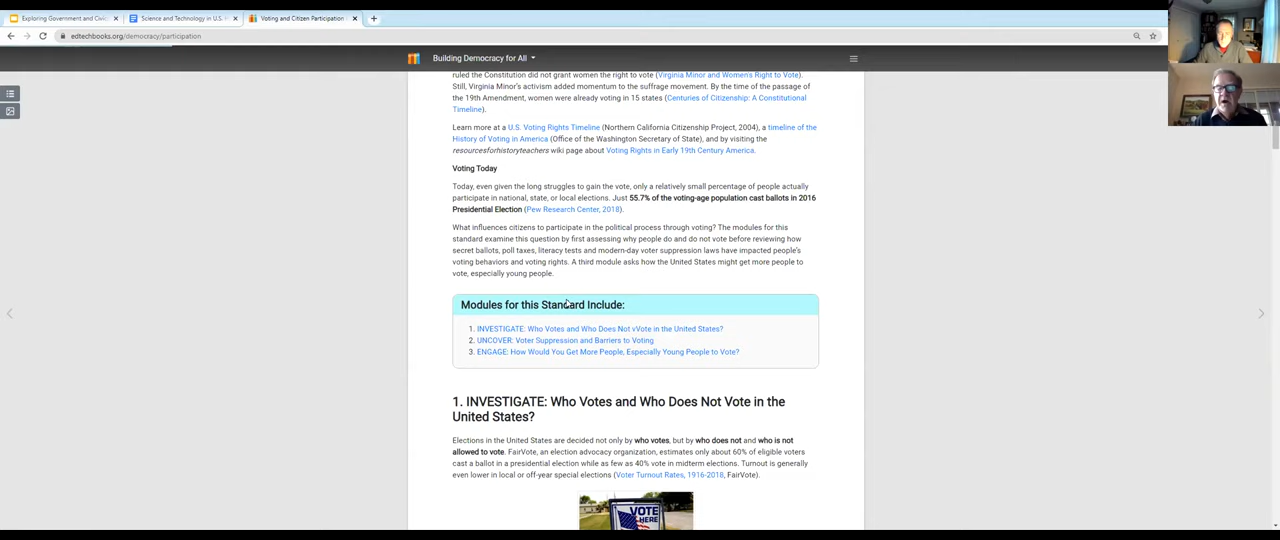 Exploring Government and Civic
Science and Technology in U.S. H
Voting and Citizen Participation
edtechbooks.org/democracy/participation
Building Democracy for All
ruled the Constitution did not grant women the right to vote (Virginia Minor and Women's Right to Vote).
Still, Virginia Minor's activism added momentum to the suffrage movement. By the time of the passage
of the 19th Amendment, women were already voting in 15 states (Centuries of Citizenship: A Constitutional
Timeline).
Learn more at a U.S. Voting Rights Timeline (Northern California Citizenship Project, 2004), a timeline of the
History of Voting in America (Office of the Washington Secretary of State), and by visiting the
resourcesforhistoryteachers wiki page about Voting Rights in Early 19th Century America.
Voting Today
Today, even given the long struggles to gain the vote, only a relatively small percentage of people actually
participate in national, state, or local elections. Just 55.7% of the voting-age population cast ballots in 2016
Presidential Election (Pew Research Center, 2018).
What influences citizens to participate in the political process through voting? The modules for this
standard examine this question by first assessing why people do and do not vote before reviewing how
secret ballots, poll taxes, literacy tests and modern-day voter suppression laws have impacted people's
voting behaviors and voting rights. A third module asks how the United States might get more people to
vote, especially young people.
Modules for this Standard Include:
1. INVESTIGATE: Who Votes and Who Does Not vVote in the United States?
2. UNCOVER: Voter Suppression and Barriers to Voting
3. ENGAGE: How Would You Get More People, Especially Young People to Vote?
1. INVESTIGATE: Who Votes and Who Does Not Vote in the
United States?
Elections in the United States are decided not only by who votes, but by who does not and who is not
allowed to vote. FairVote, an election advocacy organization, estimates only about 60% of eligible voters
cast a ballot in a presidential election while as few as 40% vote in midterm elections. Turnout is generally
even lower in local or off-year special elections (Voter Turnout Rates, 1916-2018, FairVote).
VOTE
HERE